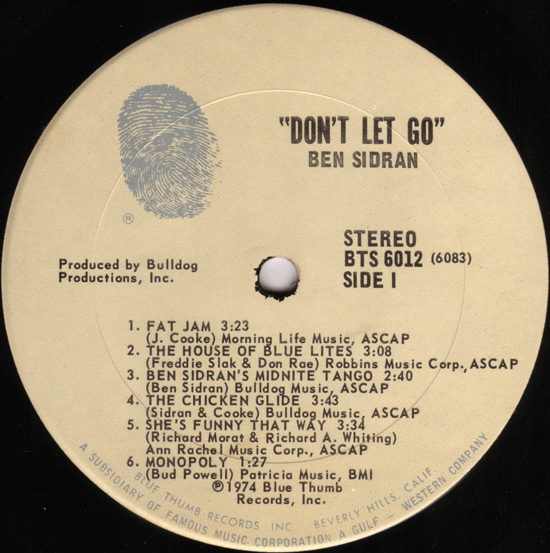 "DON'T LET GO"
BEN SIDRAN
®
STEREO
BTS 6012 (6083)
SIDE I
Produced by Bulldog
Productions, Inc.
1. FAT JAM 3:23
(J. Cooke) Morning Life Music, ASCAP
2. THE HOUSE OF BLUE LITES 3:08
(Freddie Slak & Don Rae) Robbins Music Corp., ASCAP
3. BEN SIDRAN'S MIDNITE TANGO 2:40
(Ben Sidran) Bulldog Music, ASCAP
4. THE CHICKEN GLIDE 3:43
(Sidran & Cooke) Bulldog Music, ASCAP
5. SHE'S FUNNY THAT WAY 3:34
(Richard Morat & Richard A. Whiting)
Ann Rachel Music Corp., ASCAP
6. MONOPOLY 1:27
(Bud Powell) Patricia Music, BMI
℗1974 Blue Thumb
Records, Inc.
BLUE THUMB RECORDS INC BEVERLY HILLS, CALIF.
A SUBSIDIARY OF FAMOUS MUSIC CORPORATION A GULF - WESTERN COMPANY